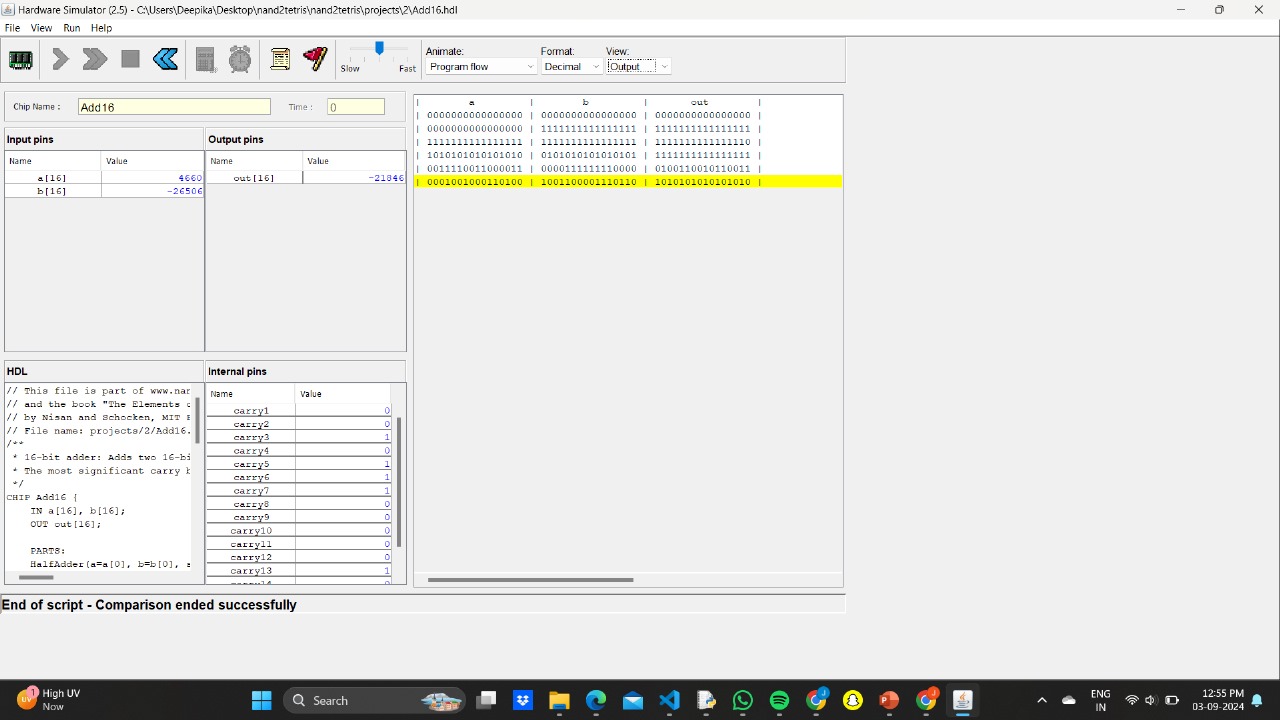 Hardware Simulator (2.5) - C:\Users\Deepika\Desktop\nand2tetris\nand2tetris\projects\2\Add16.hdl
File View Run Help
Slow Fast
Animate: Format: View:
Program flow Decimal Output
Chip Name : Add16 Time : 0
Input pins Output pins
Name Value Name Value
a[16] 4660 out[16] -21846
b[16] -26506
| a | b | out |
| 0000000000000000 | 0000000000000000 | 0000000000000000 |
| 0000000000000000 | 1111111111111111 | 1111111111111111 |
| 1111111111111111 | 1111111111111111 | 1111111111111110 |
| 1010101010101010 | 0101010101010101 | 1111111111111111 |
| 0011110011000011 | 0000111111110000 | 0100110010110011 |
| 0001001000110100 | 1001100001110110 | 1010101010101010 |
HDL
// This file is part of www.nan
// and the book "The Elements o
// by Nisan and Schocken, MIT P
// File name: projects/2/Add16.
/**
* 16-bit adder: Adds two 16-bi
* The most significant carry b
*/
CHIP Add16 {
IN a[16], b[16];
OUT out[16];
PARTS:
HalfAdder(a=a[0], b=b[0], s
Internal pins
Name Value
carry1 0
carry2 0
carry3 1
carry4 0
carry5 1
carry6 1
carry7 1
carry8 0
carry9 0
carry10 0
carry11 0
carry12 0
carry13 1
carry14 0
End of script - Comparison ended successfully
1 UV High UV
Now
Search
J
J
ENG
IN
12:55 PM
03-09-2024